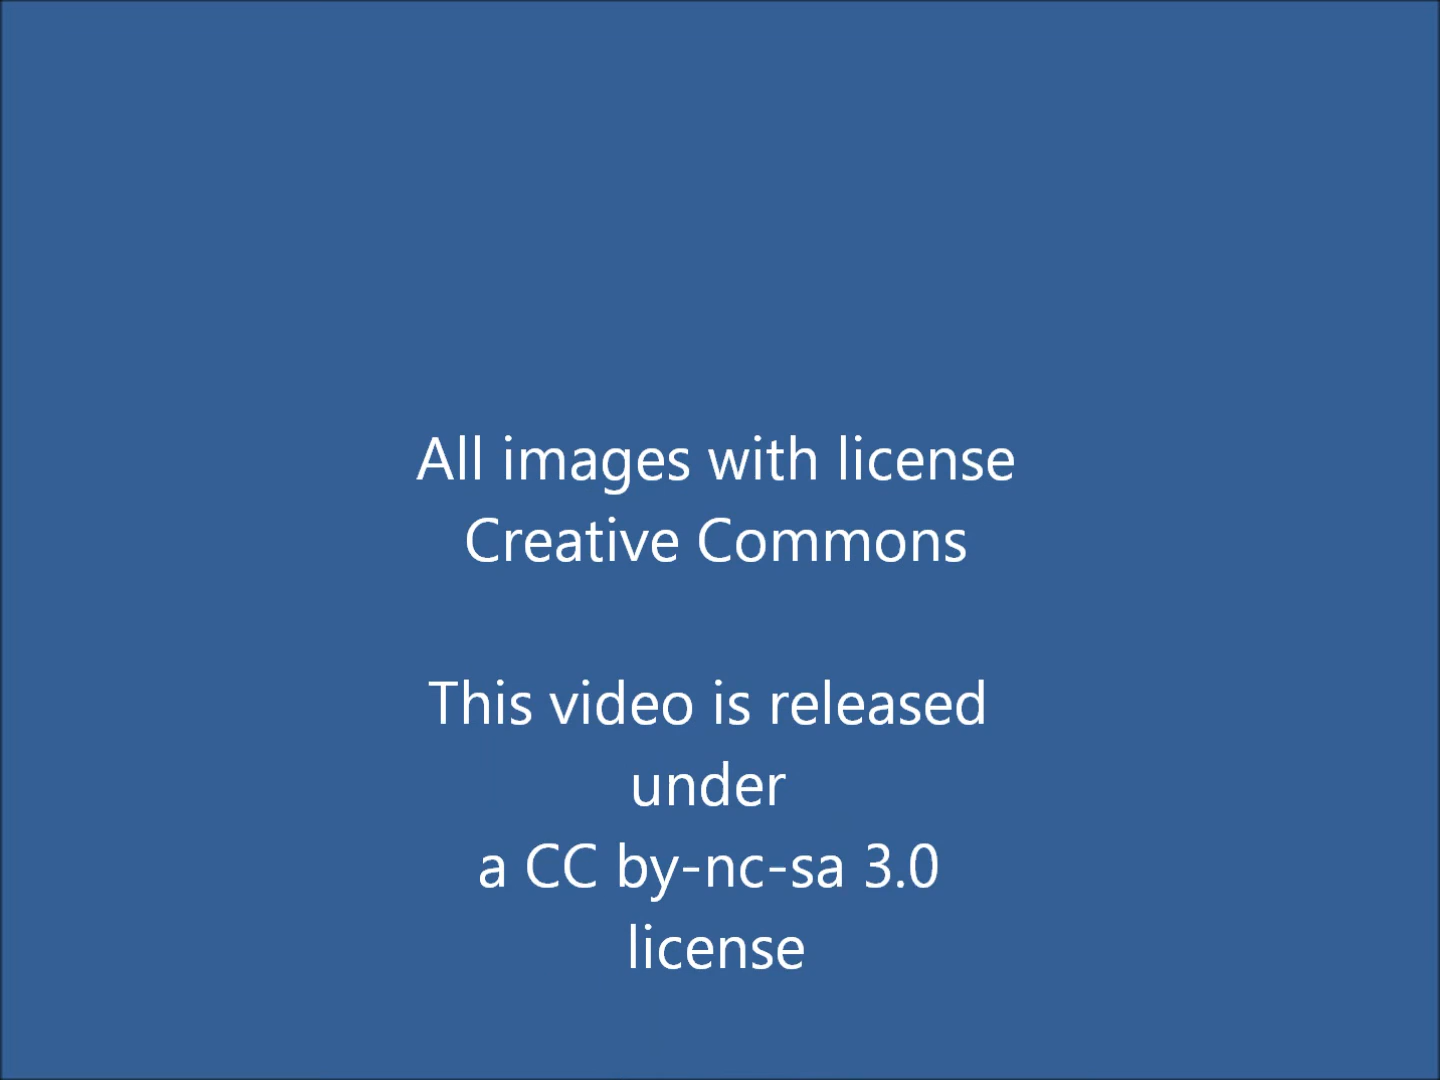 All images with license
Creative Commons
This video is released
under
a CC by-nc-sa 3.0
license